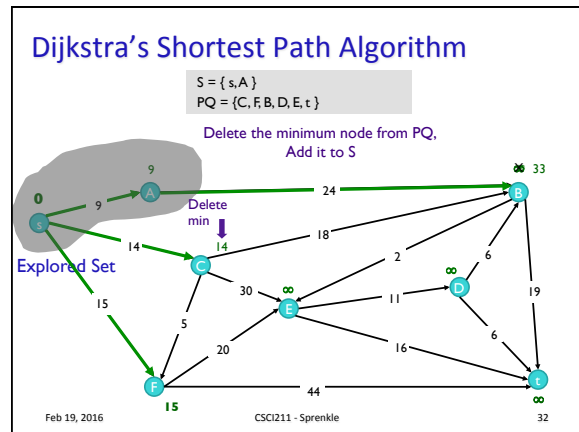 Dijkstra's Shortest Path Algorithm
S = { s,A }
PQ = {C, F, B, D, E, t }
Delete the minimum node from PQ,
Add it to S
0
9
∞ 33
A
B
9
24
s
Delete
min
14
14
18
C
Explored Set
2
6
∞
∞
30
D
15
E
11
19
5
20
16
6
F
44
t
15
∞
Feb 19, 2016
CSCI211 - Sprenkle
32